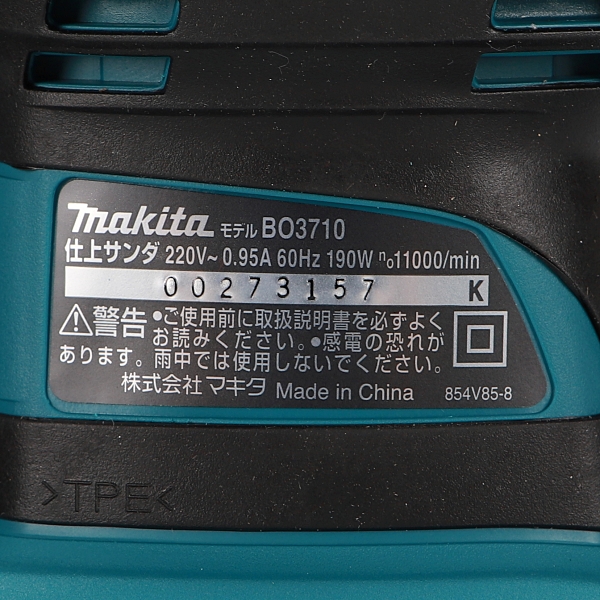 makita モデル BO3710
仕上サンダ 220V~ 0.95A 60Hz 190W n₀11000/min
00273157 K
⚠警告 •ご使用前に取扱説明書を必ずよく
お読みください。•感電の恐れが
あります。雨中では使用しないでください。
株式会社マキタ Made in China 854V85-8
>TPE<